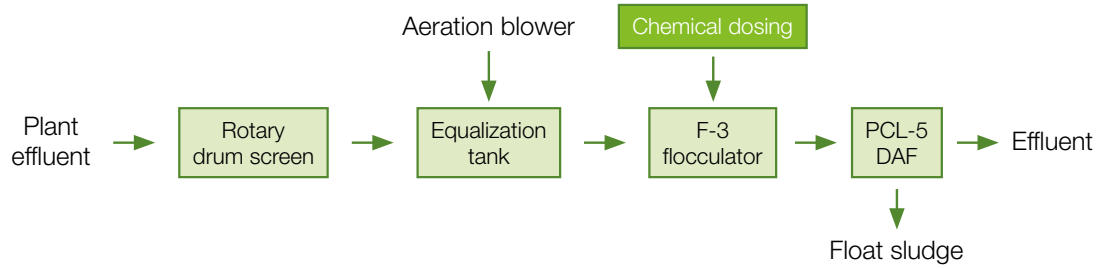 Aeration blower
Chemical dosing
Plant
effluent
Rotary
drum screen
Equalization
tank
F-3
flocculator
PCL-5
DAF
Effluent
Float sludge